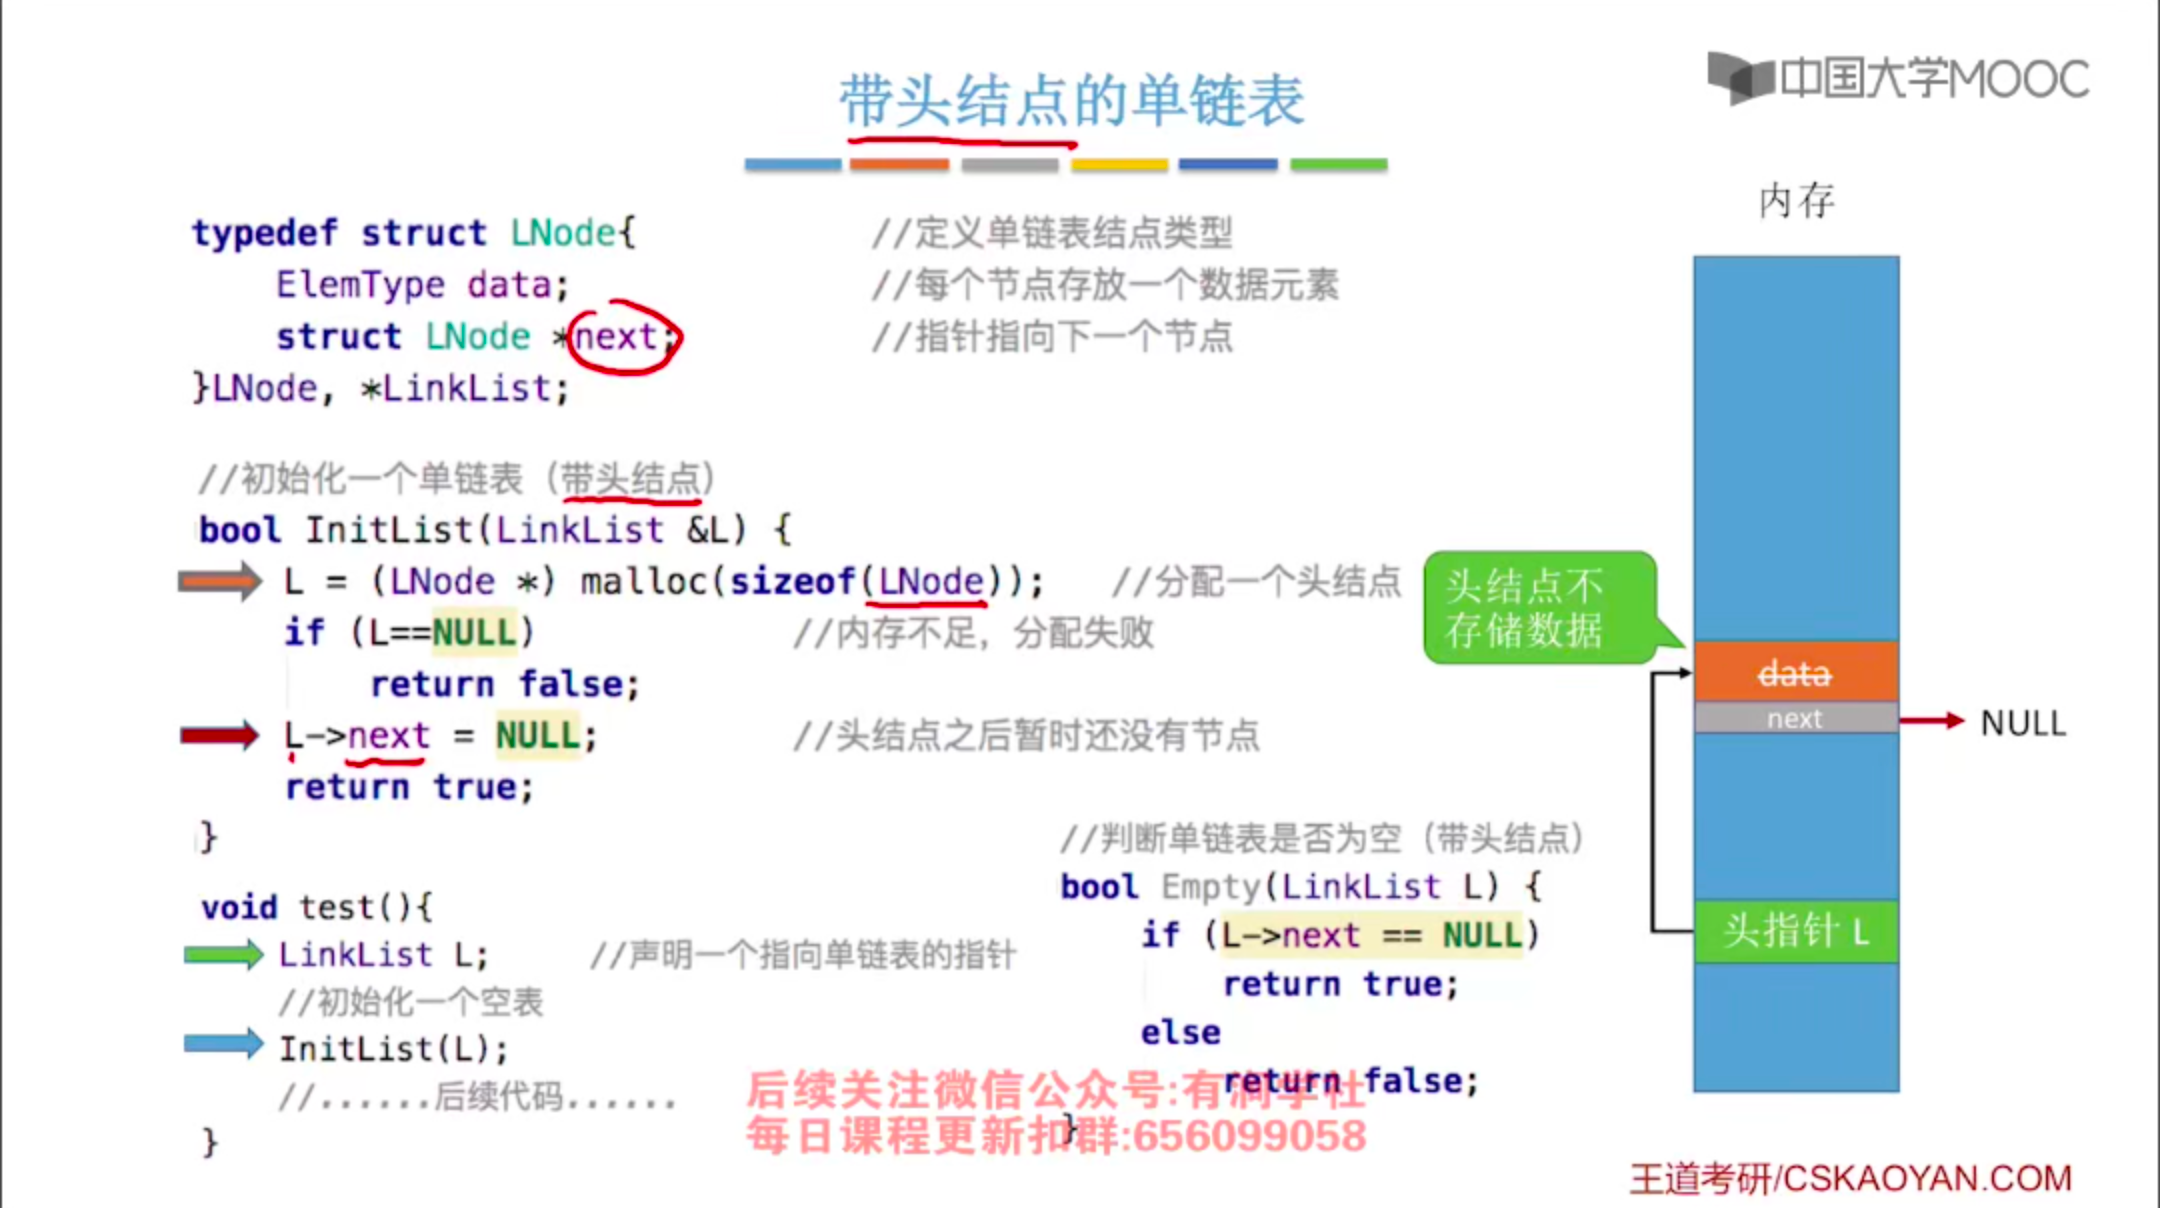 中国大学MOOC
带头结点的单链表
typedef struct LNode{ //定义单链表结点类型
ElemType data; //每个节点存放一个数据元素
struct LNode *next; //指针指向下一个节点
}LNode, *LinkList;
//初始化一个单链表（带头结点）
bool InitList(LinkList &L) {
L = (LNode *) malloc(sizeof(LNode)); //分配一个头结点
if (L==NULL) //内存不足，分配失败
return false;
L->next = NULL; //头结点之后暂时还没有节点
return true;
}
void test(){
LinkList L; //声明一个指向单链表的指针
//初始化一个空表
InitList(L);
//......后续代码......
}
//判断单链表是否为空（带头结点）
bool Empty(LinkList L) {
if (L->next == NULL)
return true;
else
return false;
}
内存
头结点不
存储数据
data
next
NULL
头指针 L
后续关注微信公众号:有润学社
每日课程更新扣群:656099058
王道考研/CSKAOYAN.COM